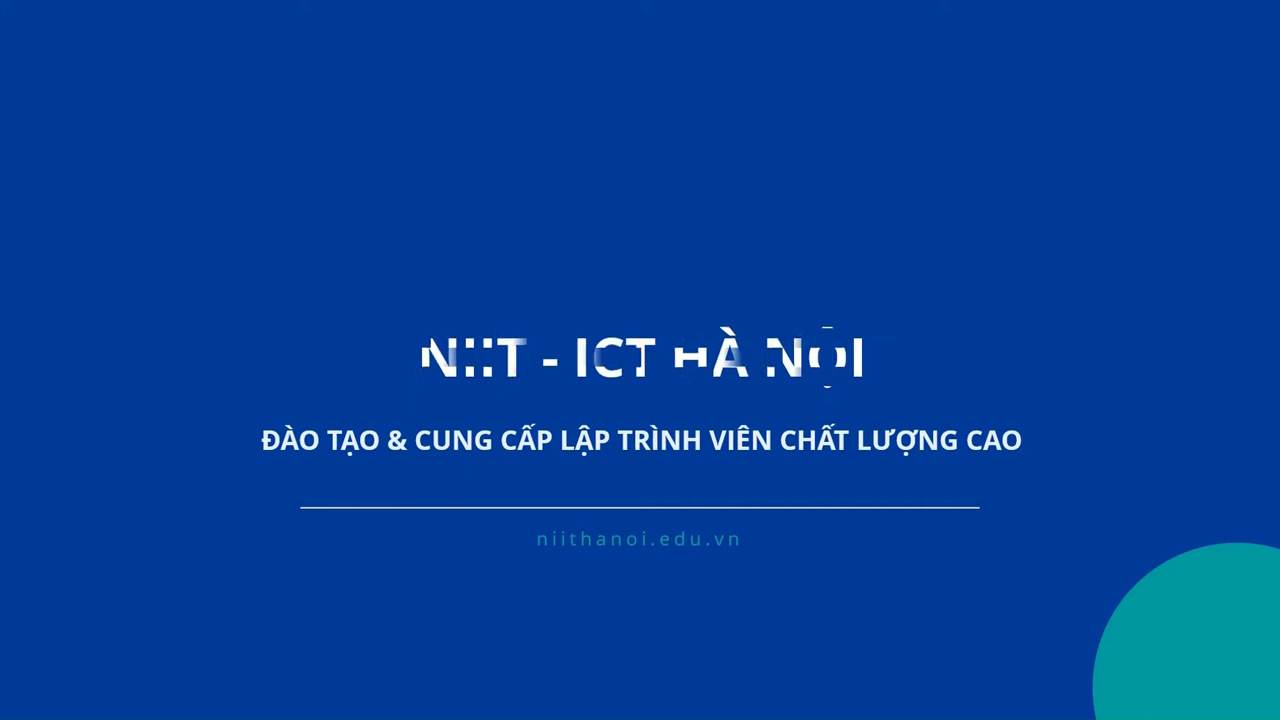 NIIT - ICT HÀ NỘI
ĐÀO TẠO & CUNG CẤP LẬP TRÌNH VIÊN CHẤT LƯỢNG CAO
niithanoi.edu.vn